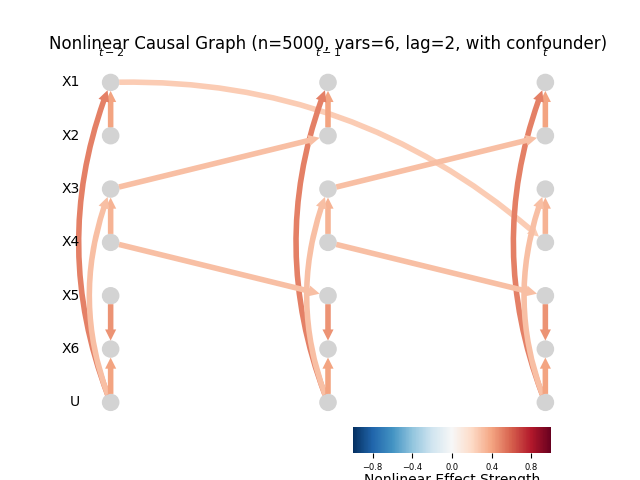 Nonlinear Causal Graph (n=5000, vars=6, lag=2, with confounder)
t − 2
t − 1
t
X1
X2
X3
X4
X5
X6
U
−0.8 −0.4 0.0 0.4 0.8
Nonlinear Effect Strength